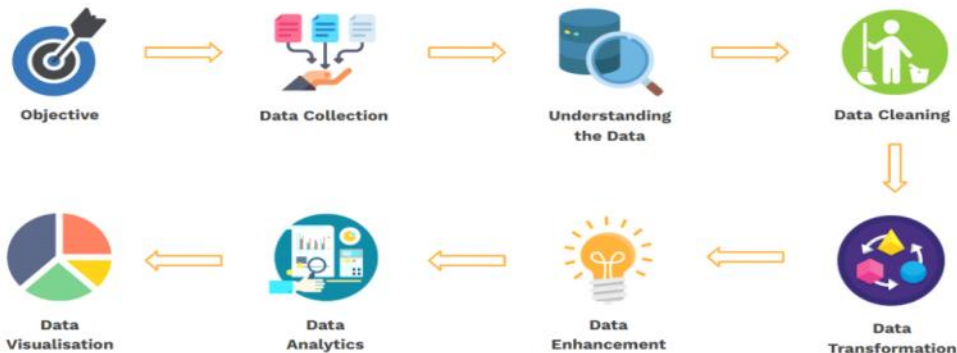 Objective
Data Collection
Understanding
the Data
Data Cleaning
Data
Transformation
Data
Enhancement
Data
Analytics
Data
Visualisation